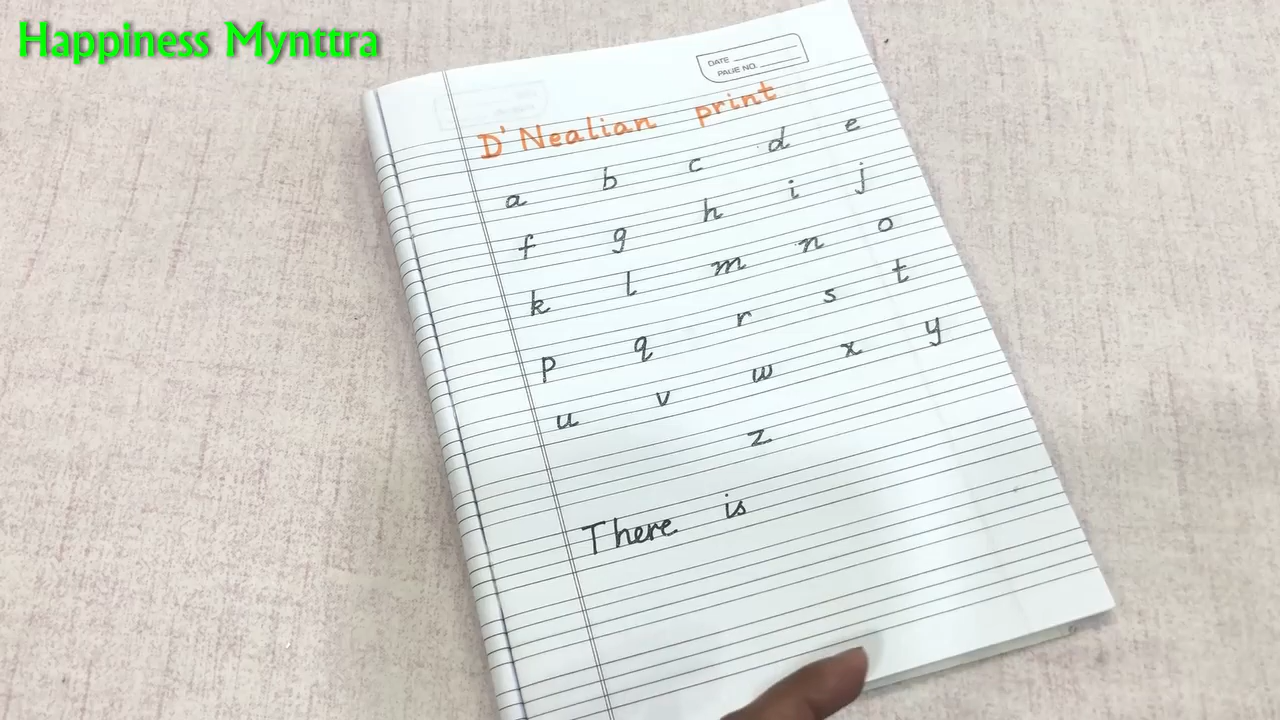 Happiness Mynttra
DATE
PAGE NO.
D'Nealian print
a b c d e
f g h i j
k l m n o
p q r s t
u v w x y
z
There is